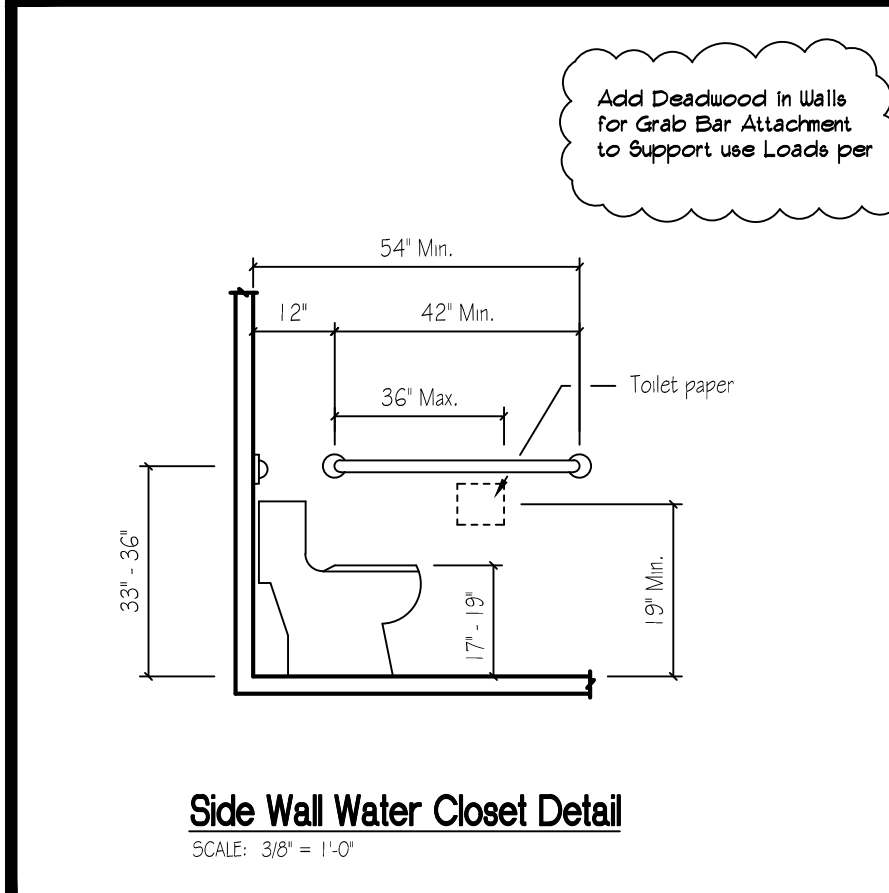 Add Deadwood in Walls
for Grab Bar Attachment
to Support use Loads per
54" Min.
12"
42" Min.
36" Max.
Toilet paper
33" - 36"
17" - 19"
19" Min.
Side Wall Water Closet Detail
SCALE: 3/8" = 1'-0"